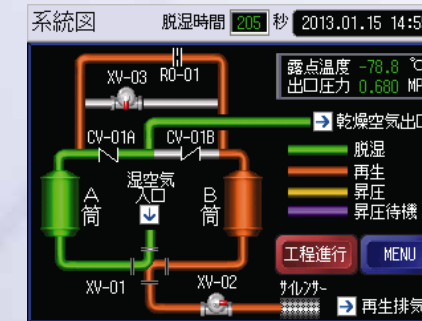 系統図 脱湿時間 205 秒 2013.01.15 14:5
露点温度 -78.8 ℃
出口圧力 0.680 MP
XV-03 RO-01
乾燥空気出口
CV-01A CV-01B
脱湿
再生
昇圧
昇圧待機
湿空気
入口
A
筒
B
筒
工程進行 MENU
XV-01 XV-02 サイレンサー
再生排気